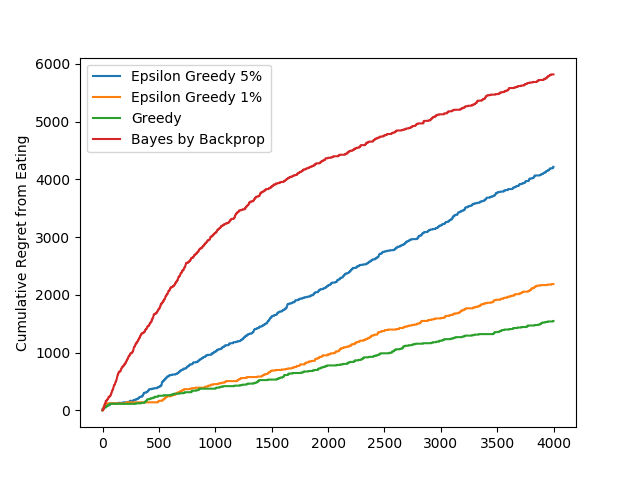 6000
5000
4000
3000
2000
1000
0
Cumulative Regret from Eating
Epsilon Greedy 5%
Epsilon Greedy 1%
Greedy
Bayes by Backprop
0 500 1000 1500 2000 2500 3000 3500 4000